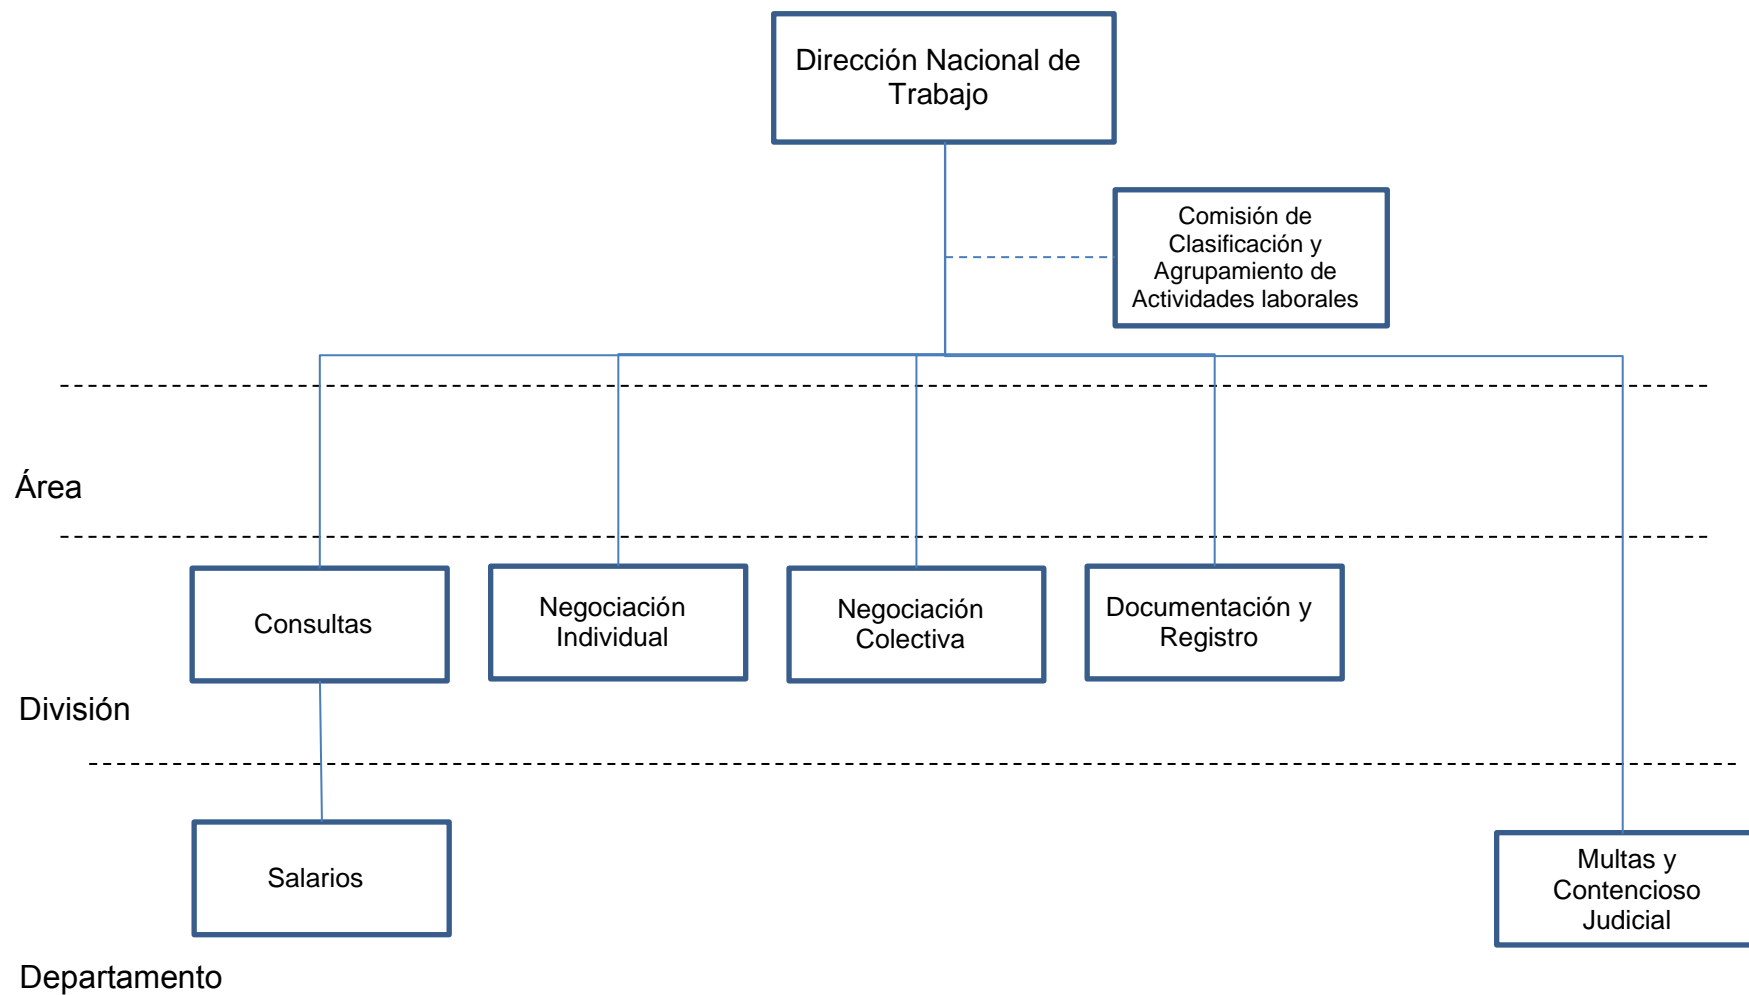 Dirección Nacional de
Trabajo
Comisión de
Clasificación y
Agrupamiento de
Actividades laborales
Área
Consultas
Negociación
Individual
Negociación
Colectiva
Documentación y
Registro
División
Salarios
Multas y
Contencioso
Judicial
Departamento